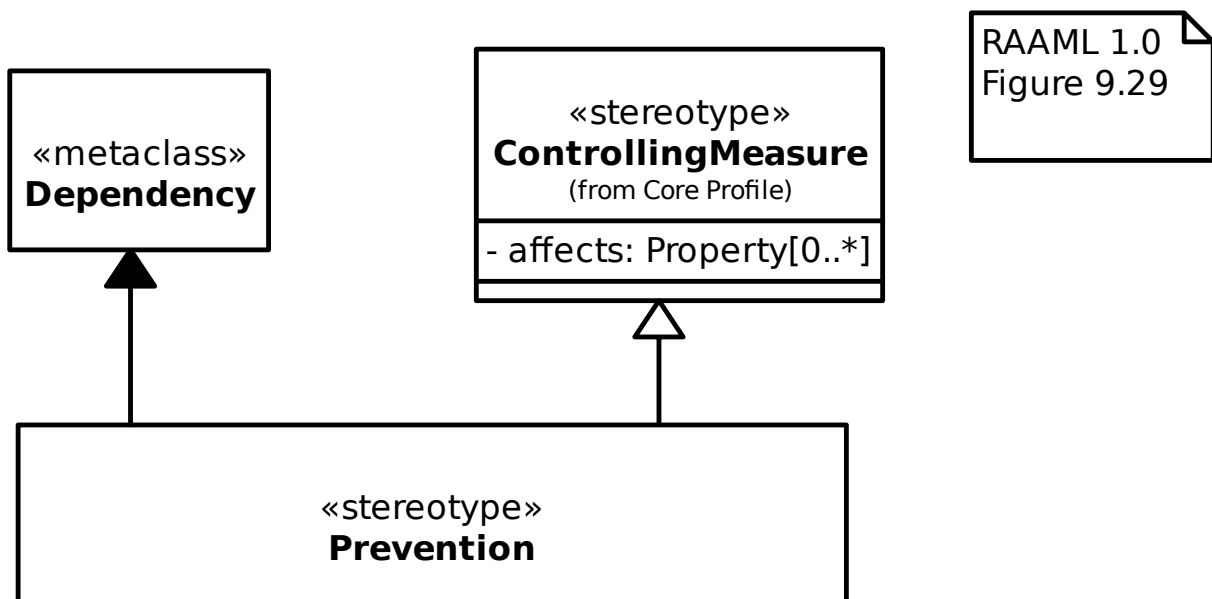 «metaclass»
Dependency
«stereotype»
ControllingMeasure
(from Core Profile)
- affects: Property[0..*]
RAAML 1.0
Figure 9.29
«stereotype»
Prevention